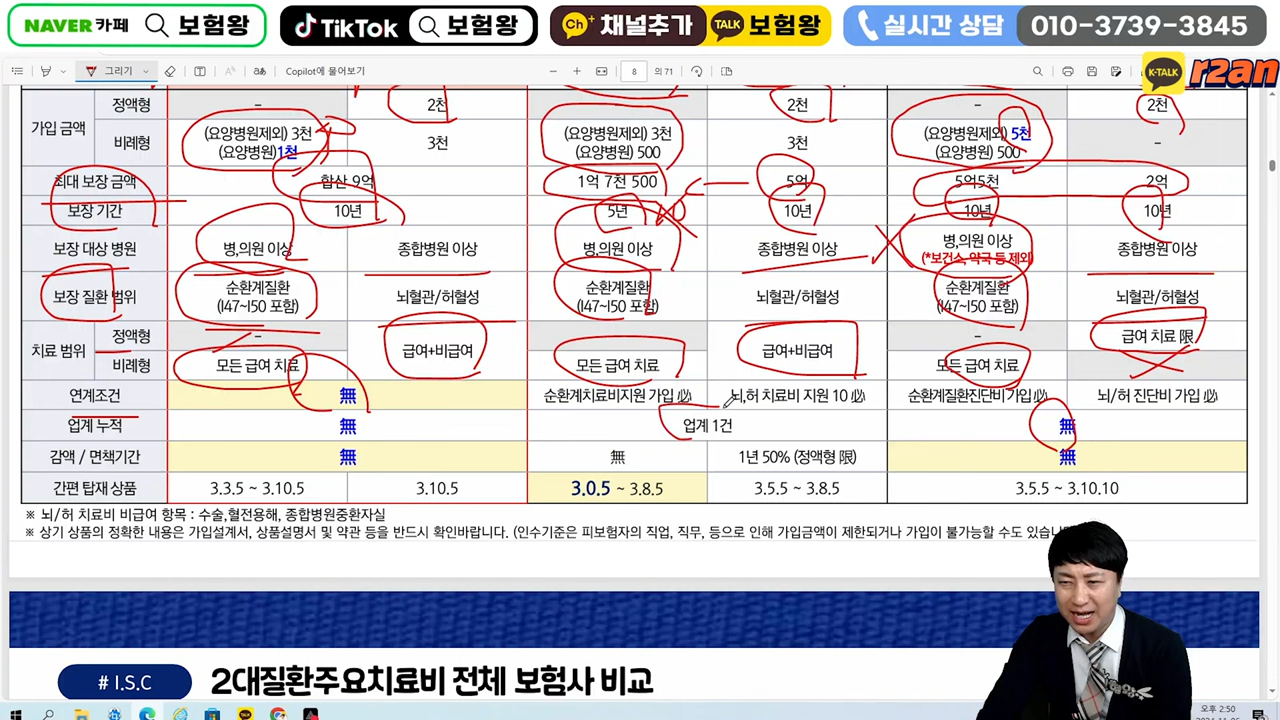 NAVER 카페 보험왕 TikTok 보험왕 Ch+ 채널추가 TALK 보험왕 실시간 상담 010-3739-3845
그리기 Copilot에 물어보기 8 의 71
K-TALK r2an
가입 금액 정액형 - 2천 2천 - 2천
비례형 (요양병원제외) 3천 3천 (요양병원제외) 3천 3천 (요양병원제외) 5천 -
(요양병원)1천 (요양병원) 500 (요양병원) 500
최대 보장 금액 합산 9억 1억 7천 500 5억 5억5천 2억
보장 기간 10년 5년 10년 10년 10년
보장 대상 병원 병,의원 이상 종합병원 이상 병,의원 이상 종합병원 이상 병,의원 이상 종합병원 이상
(*보건소, 약국 등 제외)
보장 질환 범위 순환계질환 뇌혈관/허혈성 순환계질환 뇌혈관/허혈성 순환계질환 뇌혈관/허혈성
(I47~I50 포함) (I47~I50 포함) (I47~I50 포함)
치료 범위 정액형 - 급여+비급여 - 급여+비급여 - 급여 치료 限
비례형 모든 급여 치료 모든 급여 치료 모든 급여 치료
연계조건 無 순환계치료비지원 가입 必 뇌,허 치료비 지원 10 必 순환계질환진단비가입 必 뇌/허 진단비 가입 必
업계 누적 無 업계 1건 無
감액 / 면책기간 無 無 1년 50% (정액형 限) 無
간편 탑재 상품 3.3.5 ~ 3.10.5 3.10.5 3.0.5 ~ 3.8.5 3.5.5 ~ 3.8.5 3.5.5 ~ 3.10.10
※ 뇌/허 치료비 비급여 항목 : 수술,혈전용해, 종합병원중환자실
※ 상기 상품의 정확한 내용은 가입설계서, 상품설명서 및 약관 등을 반드시 확인바랍니다. (인수기준은 피보험자의 직업, 직무, 등으로 인해 가입금액이 제한되거나 가입이 불가능할 수도 있습니
# I.S.C 2대질환주요치료비 전체 보험사 비교
오후 2:50